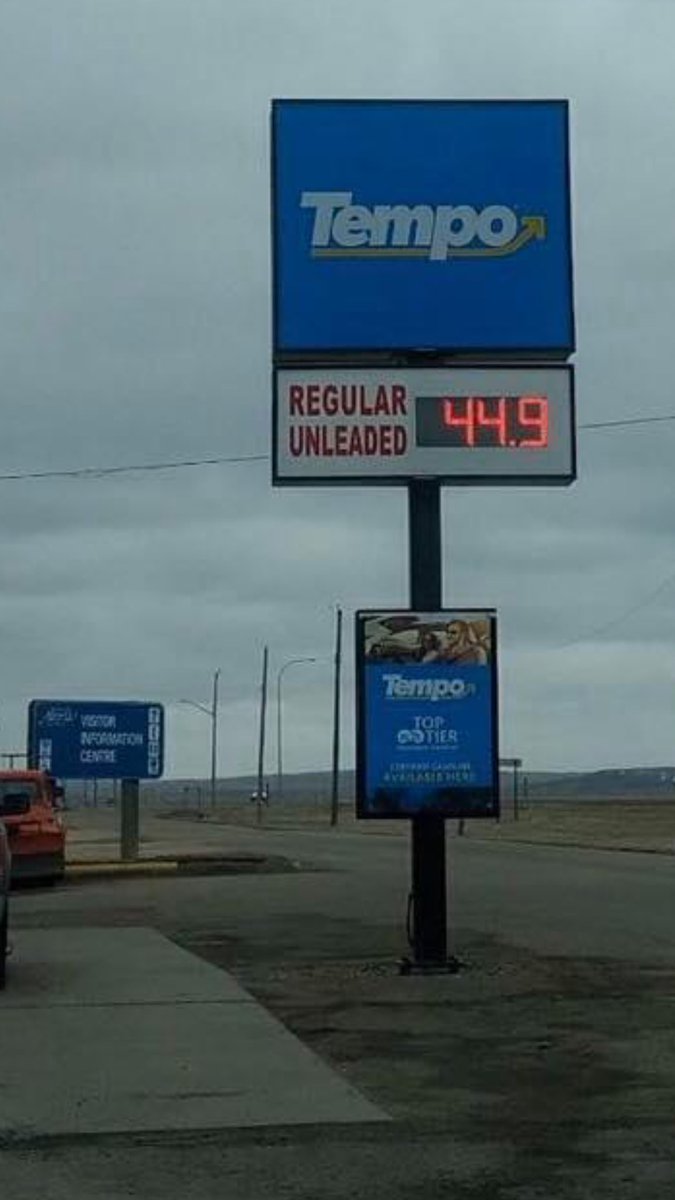 Tempo
REGULAR
UNLEADED
44.9
Tempo
TOP
TIER
AVAILABLE HERE
VISITOR
INFORMATION
CENTRE